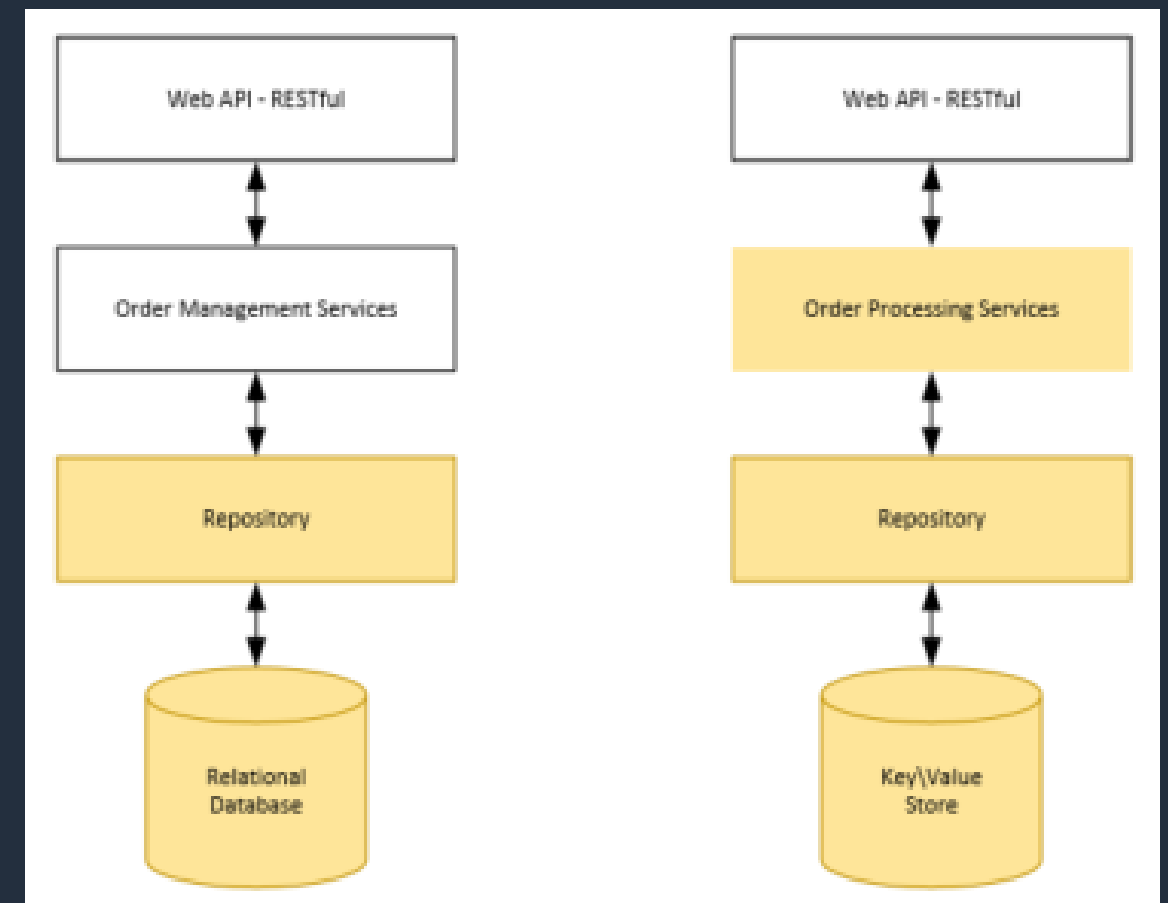 Web API - RESTful
Order Management Services
Repository
Relational
Database
Web API - RESTful
Order Processing Services
Repository
Key\Value
Store